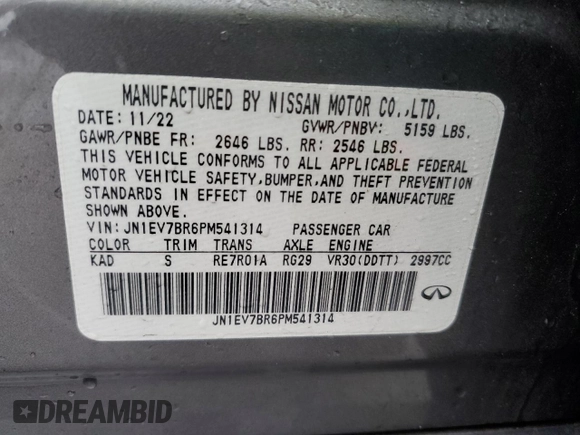 MANUFACTURED BY NISSAN MOTOR CO.,LTD.
DATE: 11/22 GVWR/PNBV: 5159 LBS.
GAWR/PNBE FR: 2646 LBS. RR: 2546 LBS.
THIS VEHICLE CONFORMS TO ALL APPLICABLE FEDERAL
MOTOR VEHICLE SAFETY,BUMPER,AND THEFT PREVENTION
STANDARDS IN EFFECT ON THE DATE OF MANUFACTURE
SHOWN ABOVE.
VIN: JN1EV7BR6PM541314 PASSENGER CAR
COLOR TRIM TRANS AXLE ENGINE
KAD S RE7R01A RG29 VR30(DDTT) 2997CC
INFINITI
JN1EV7BR6PM541314
DREAMBID